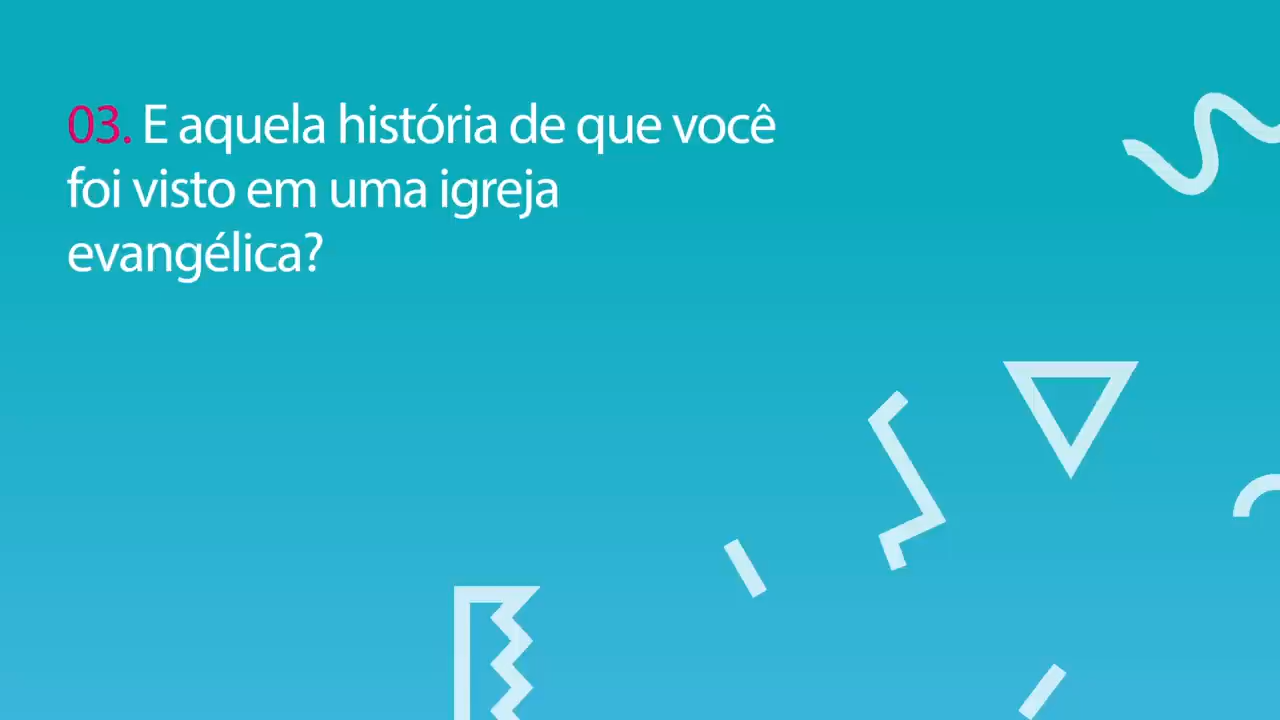 03. E aquela história de que você
foi visto em uma igreja
evangélica?